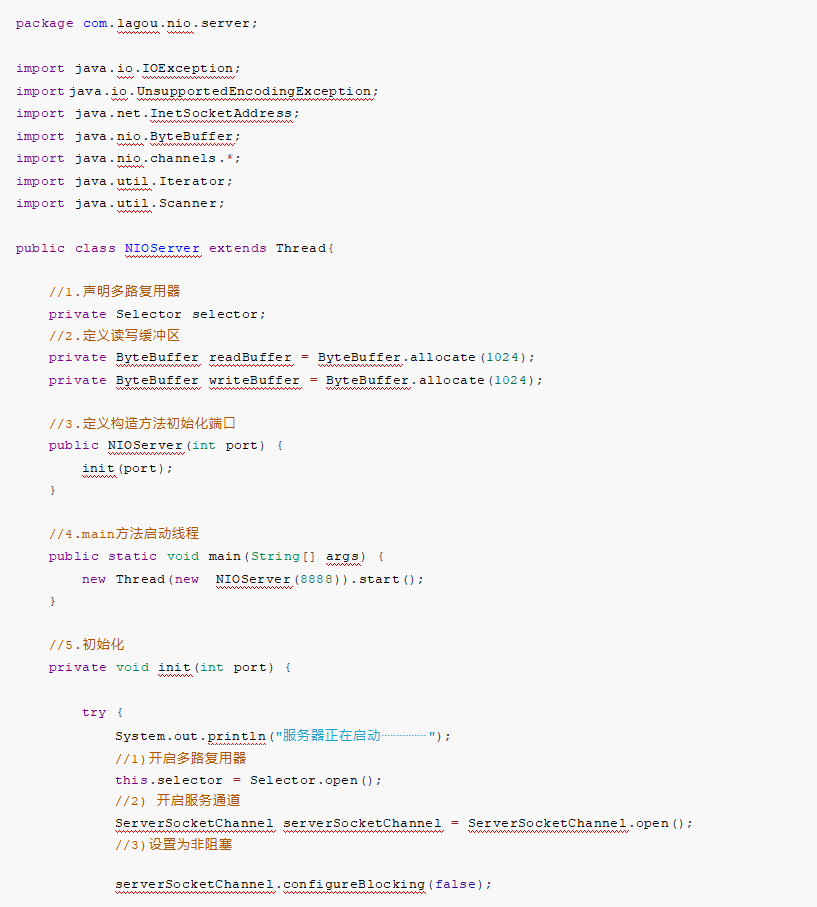 package com.lagou.nio.server;
import java.io.IOException;
import java.io.UnsupportedEncodingException;
import java.net.InetSocketAddress;
import java.nio.ByteBuffer;
import java.nio.channels.*;
import java.util.Iterator;
import java.util.Scanner;
public class NIOServer extends Thread{
//1.声明多路复用器
private Selector selector;
//2.定义读写缓冲区
private ByteBuffer readBuffer = ByteBuffer.allocate(1024);
private ByteBuffer writeBuffer = ByteBuffer.allocate(1024);
//3.定义构造方法初始化端口
public NIOServer(int port) {
init(port);
}
//4.main方法启动线程
public static void main(String[] args) {
new Thread(new NIOServer(8888)).start();
}
//5.初始化
private void init(int port) {
try {
System.out.println("服务器正在启动……");
//1)开启多路复用器
this.selector = Selector.open();
//2) 开启服务通道
ServerSocketChannel serverSocketChannel = ServerSocketChannel.open();
//3)设置为非阻塞
serverSocketChannel.configureBlocking(false);